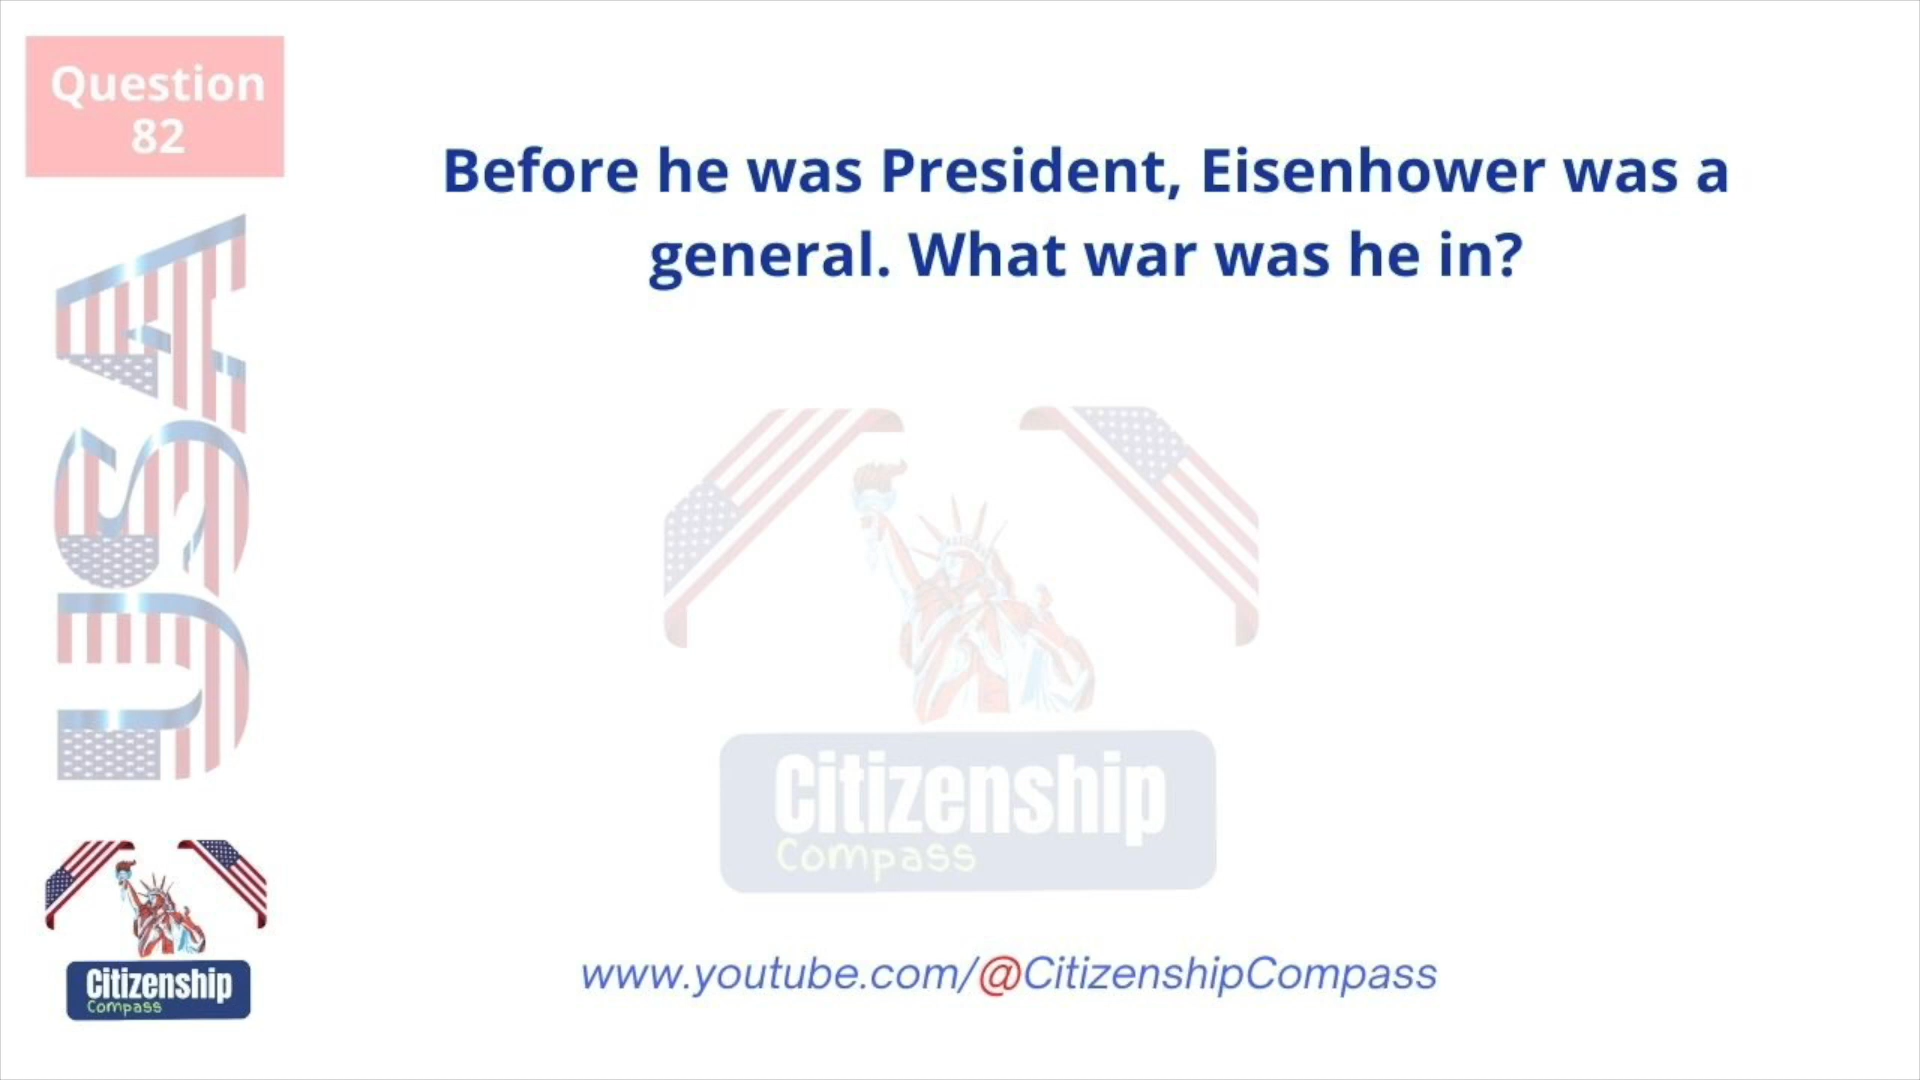 Question
82
Before he was President, Eisenhower was a
general. What war was he in?
USA
Citizenship
Compass
Citizenship
Compass
www.youtube.com/@CitizenshipCompass